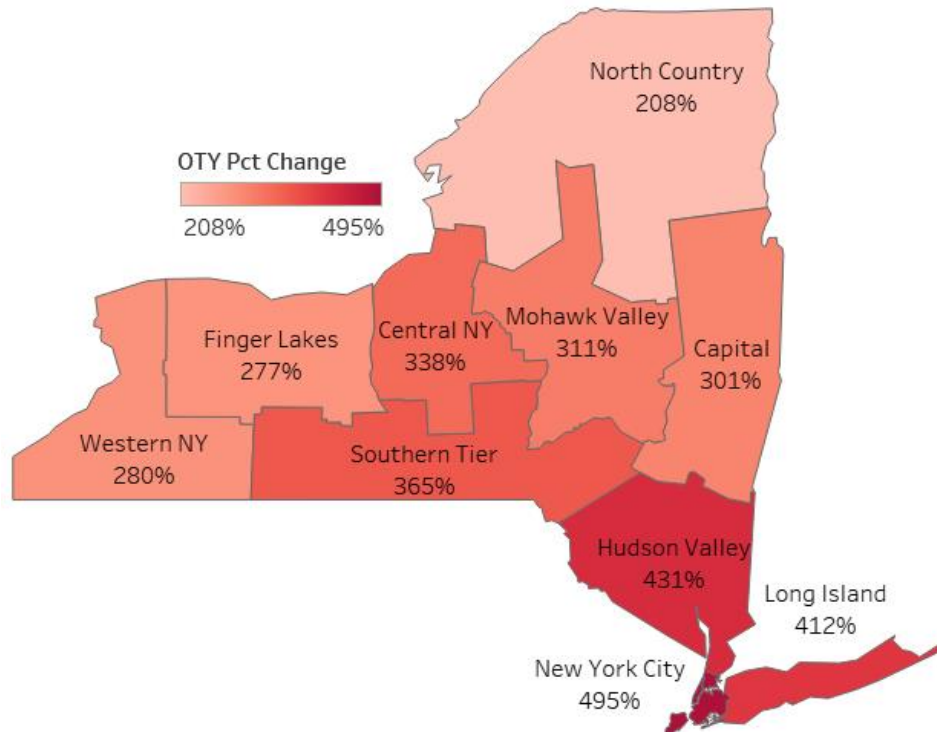 North Country
208%
OTY Pct Change
208%
495%
Finger Lakes
277%
Central NY
338%
Mohawk Valley
311%
Capital
301%
Western NY
280%
Southern Tier
365%
Hudson Valley
431%
Long Island
412%
New York City
495%